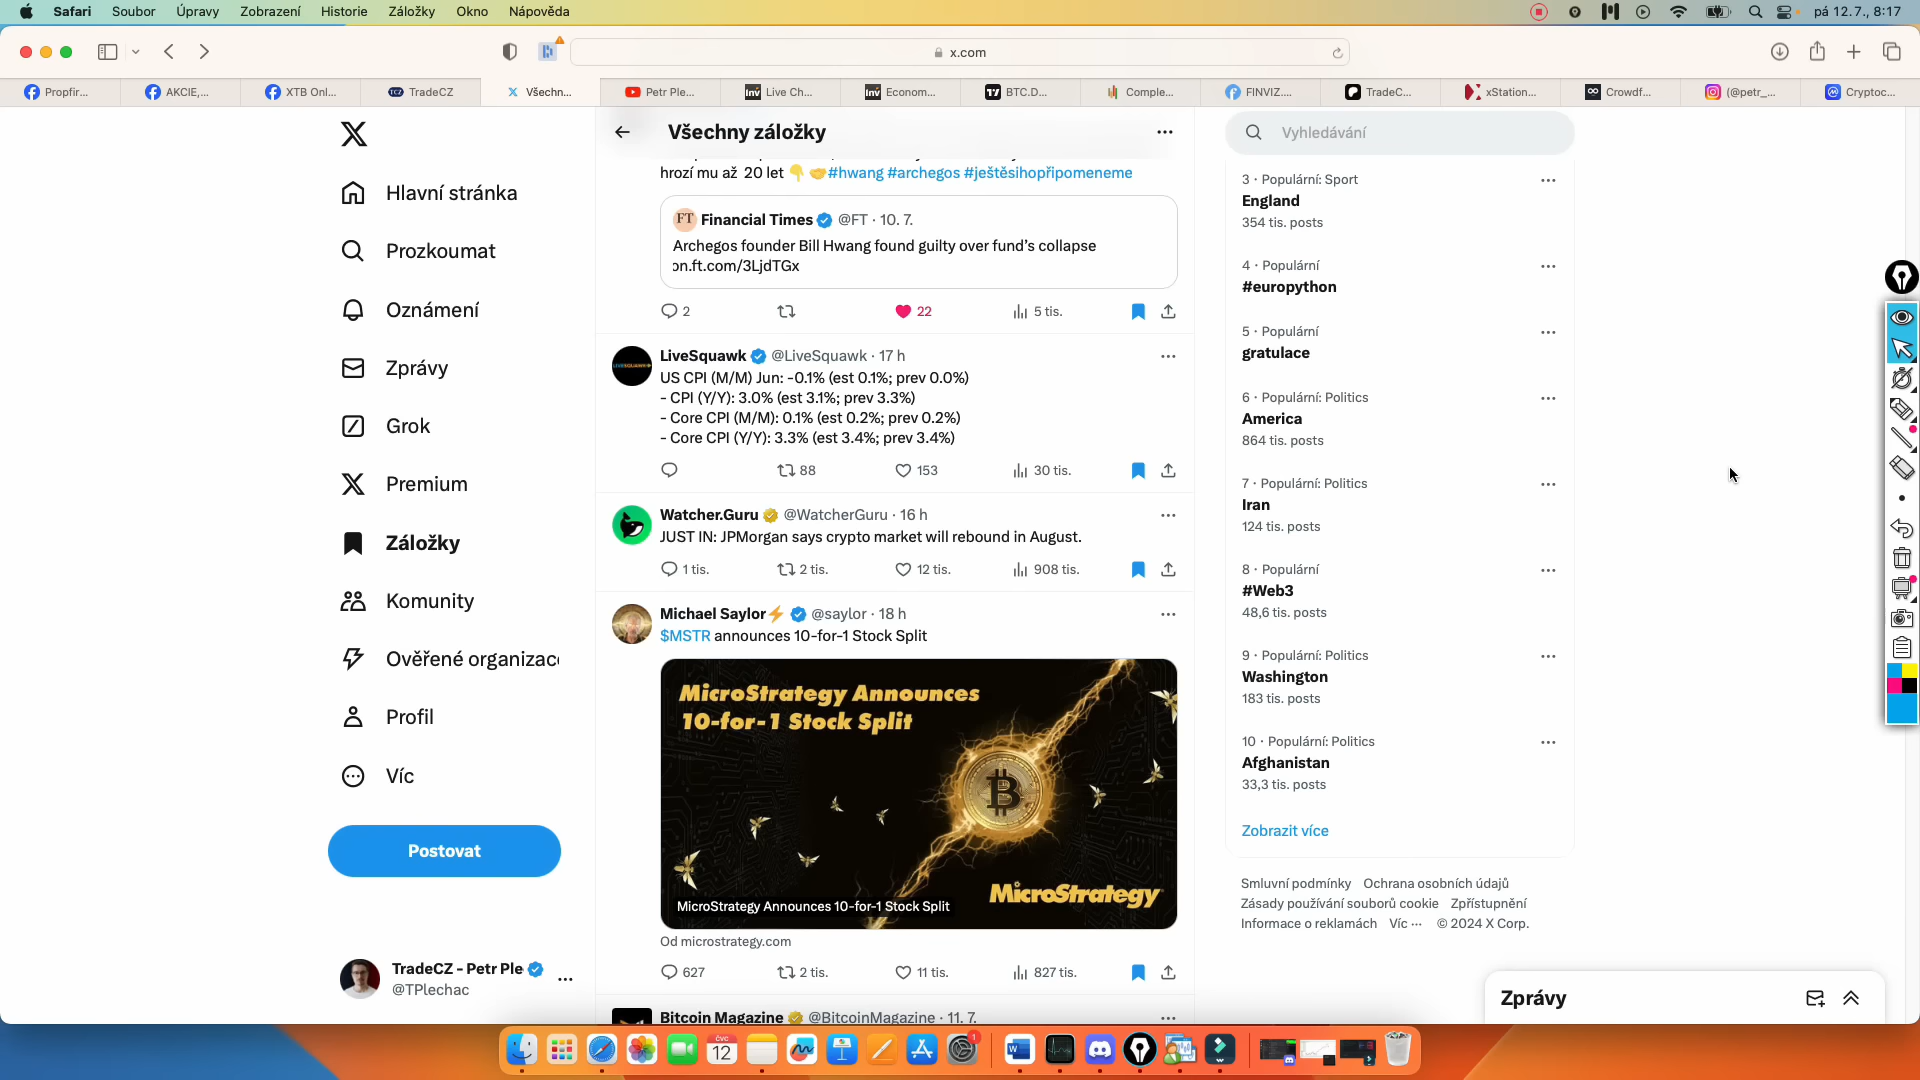 Safari Soubor Úpravy Zobrazení Historie Záložky Okno Nápověda
pá 12.7., 8:17
x.com
Propfir... AKCIE,... XTB Onl... TradeCZ Všechn... Petr Ple... Live Ch... Econom... BTC.D... Comple... FINVIZ.... TradeC... xStation... Crowdf... (@petr_... Cryptoc...
Hlavní stránka
Prozkoumat
Oznámení
Zprávy
Grok
Premium
Záložky
Komunity
Ověřené organizac
Profil
Víc
Postovat
TradeCZ - Petr Ple
@TPlechac
Všechny záložky
hrozí mu až 20 let #hwang #archegos #ještěsihopřipomeneme
FT Financial Times @FT · 10. 7.
Archegos founder Bill Hwang found guilty over fund's collapse
on.ft.com/3LjdTGx
2 22 5 tis.
LiveSquawk @LiveSquawk · 17 h
US CPI (M/M) Jun: -0.1% (est 0.1%; prev 0.0%)
- CPI (Y/Y): 3.0% (est 3.1%; prev 3.3%)
- Core CPI (M/M): 0.1% (est 0.2%; prev 0.2%)
- Core CPI (Y/Y): 3.3% (est 3.4%; prev 3.4%)
88 153 30 tis.
Watcher.Guru @WatcherGuru · 16 h
JUST IN: JPMorgan says crypto market will rebound in August.
1 tis. 2 tis. 12 tis. 908 tis.
Michael Saylor⚡ @saylor · 18 h
$MSTR announces 10-for-1 Stock Split
MicroStrategy Announces
10-for-1 Stock Split
MicroStrategy
MicroStrategy Announces 10-for-1 Stock Split
Od microstrategy.com
627 2 tis. 11 tis. 827 tis.
Bitcoin Magazine @BitcoinMagazine · 11. 7.
Vyhledávání
3 · Populární: Sport
England
354 tis. posts
4 · Populární
#europython
5 · Populární
gratulace
6 · Populární: Politics
America
864 tis. posts
7 · Populární: Politics
Iran
124 tis. posts
8 · Populární
#Web3
48,6 tis. posts
9 · Populární: Politics
Washington
183 tis. posts
10 · Populární: Politics
Afghanistan
33,3 tis. posts
Zobrazit více
Smluvní podmínky Ochrana osobních údajů
Zásady používání souborů cookie Zpřístupnění
Informace o reklamách Víc ··· © 2024 X Corp.
Zprávy
ČVC
12
1